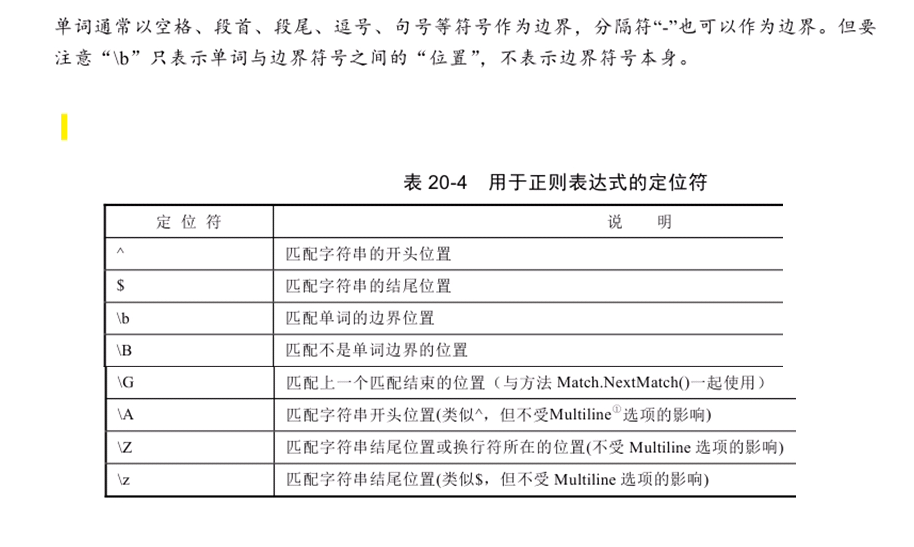 单词通常以空格、段首、段尾、逗号、句号等符号作为边界，分隔符“-”也可以作为边界。但要
注意“\b”只表示单词与边界符号之间的“位置”，不表示边界符号本身。
表 20-4 用于正则表达式的定位符
定 位 符 说 明
^ 匹配字符串的开头位置
$ 匹配字符串的结尾位置
\b 匹配单词的边界位置
\B 匹配不是单词边界的位置
\G 匹配上一个匹配结束的位置（与方法 Match.NextMatch()一起使用）
\A 匹配字符串开头位置(类似^，但不受Multiline①选项的影响)
\Z 匹配字符串结尾位置或换行符所在的位置(不受 Multiline 选项的影响)
\z 匹配字符串结尾位置(类似$，但不受 Multiline 选项的影响)